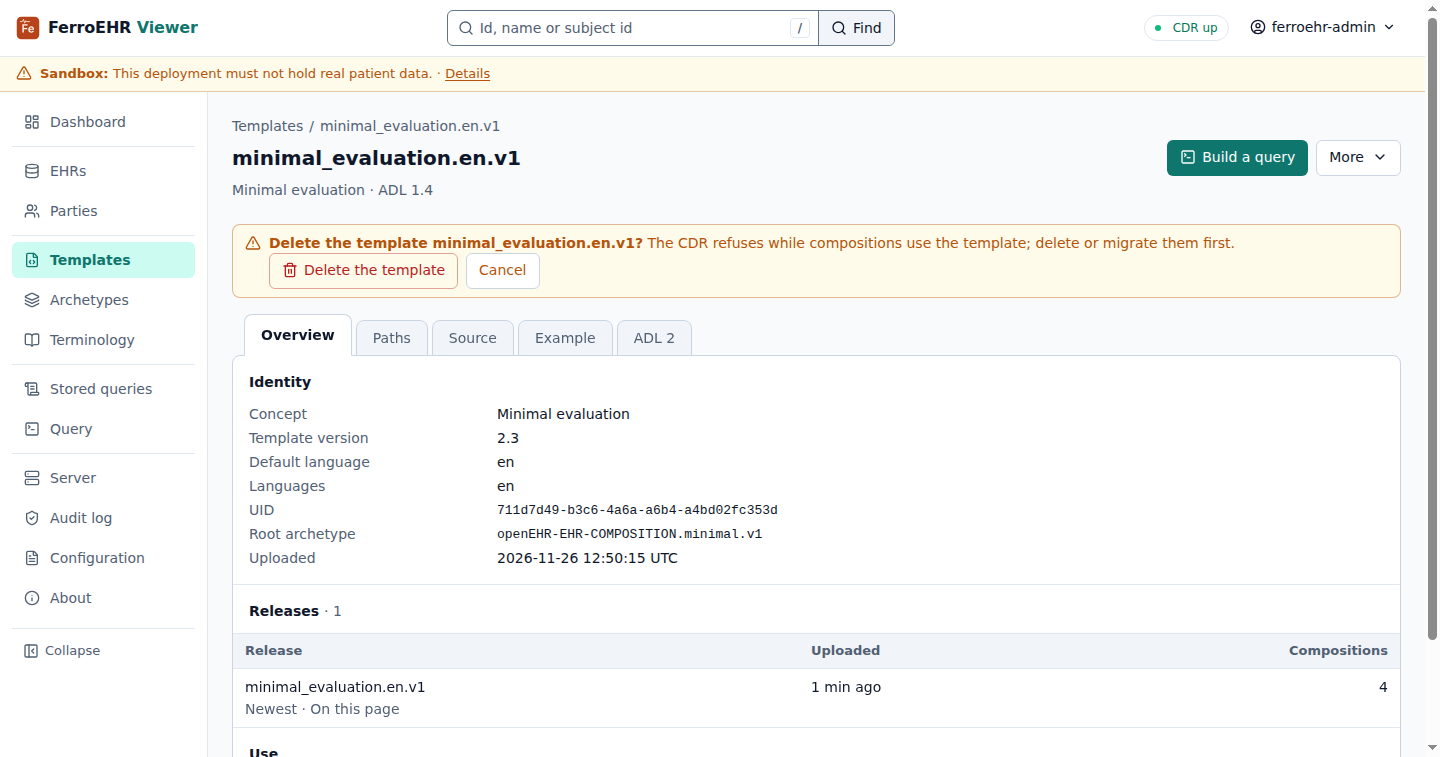 FerroEHR Viewer
Id, name or subject id
/
Find
CDR up
ferroehr-admin
Sandbox: This deployment must not hold real patient data. · Details
Dashboard
EHRs
Parties
Templates
Archetypes
Terminology
Stored queries
Query
Server
Audit log
Configuration
About
Collapse
Templates / minimal_evaluation.en.v1
minimal_evaluation.en.v1
Build a query
More
Minimal evaluation · ADL 1.4
Delete the template minimal_evaluation.en.v1? The CDR refuses while compositions use the template; delete or migrate them first.
Delete the template
Cancel
Overview
Paths
Source
Example
ADL 2
Identity
Concept Minimal evaluation
Template version 2.3
Default language en
Languages en
UID 711d7d49-b3c6-4a6a-a6b4-a4bd02fc353d
Root archetype openEHR-EHR-COMPOSITION.minimal.v1
Uploaded 2026-11-26 12:50:15 UTC
Releases · 1
Release Uploaded Compositions
minimal_evaluation.en.v1 1 min ago 4
Newest · On this page
Use